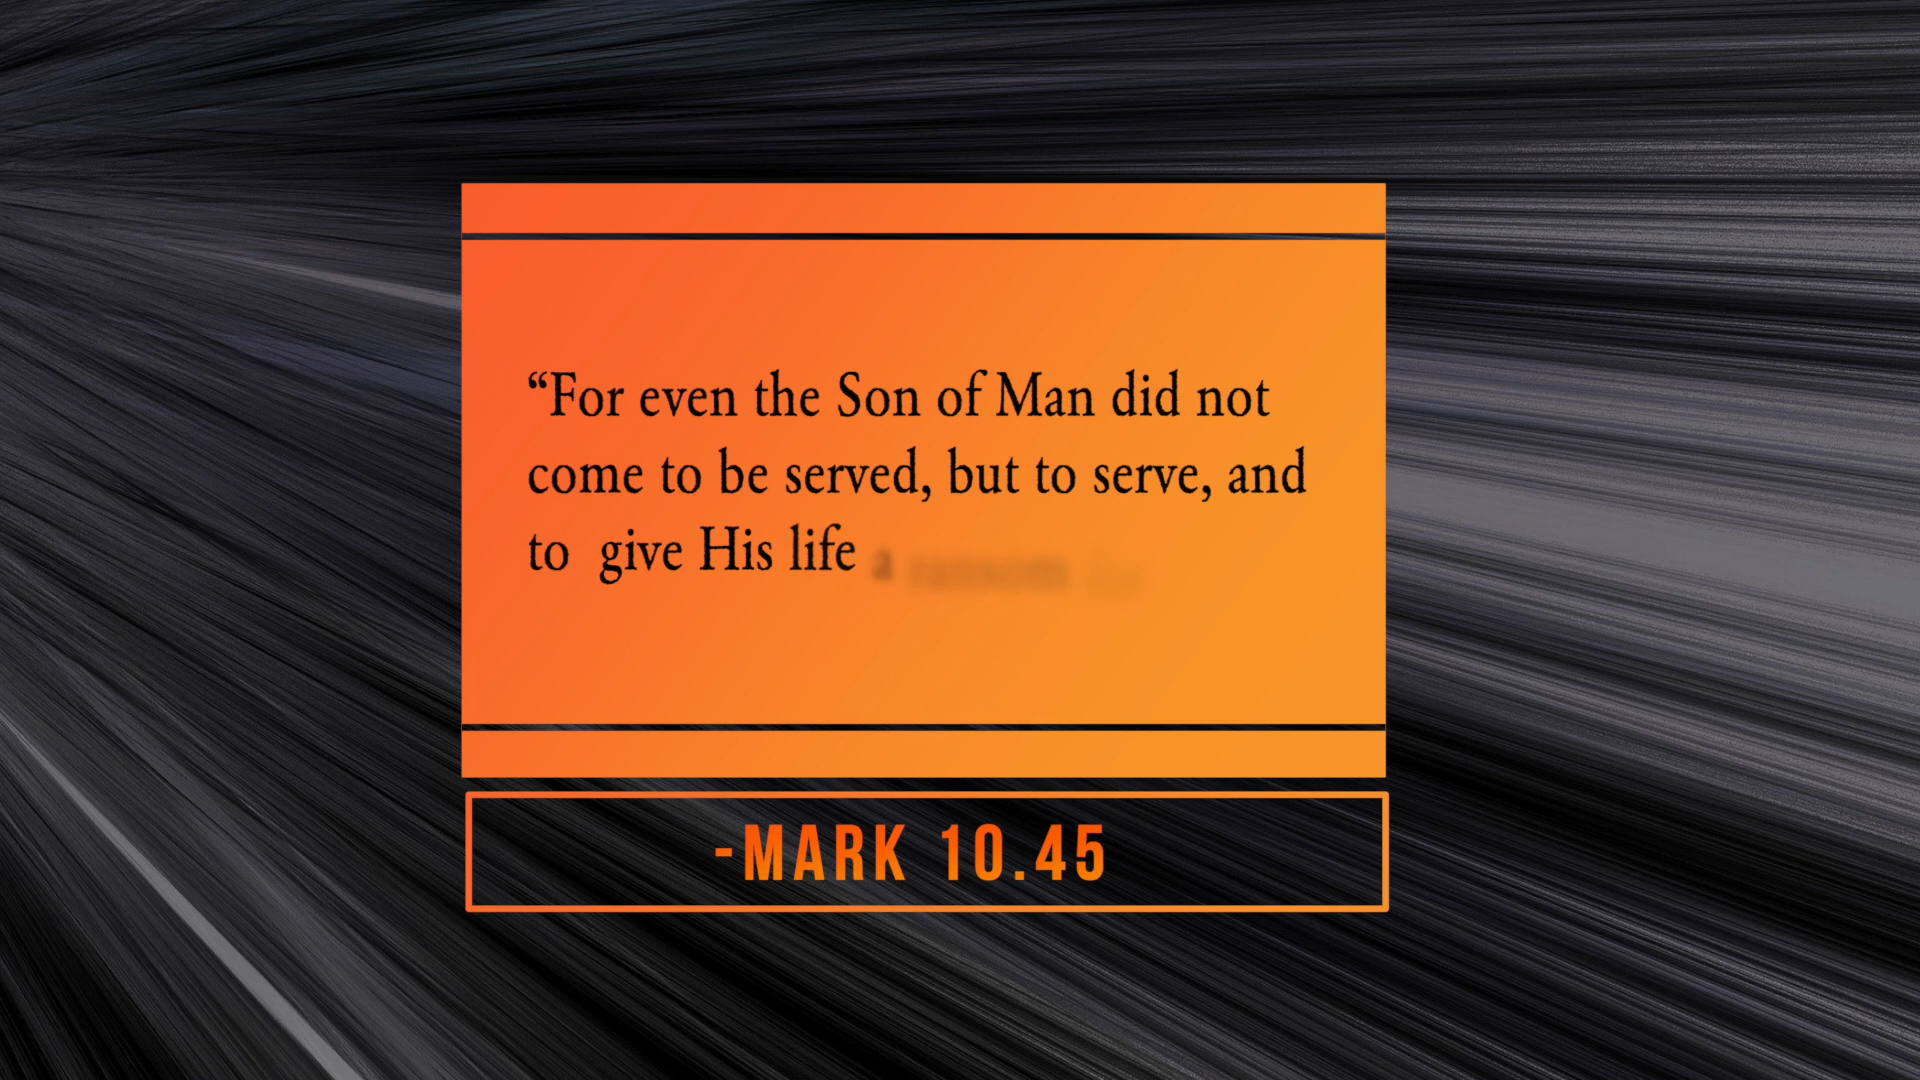 “For even the Son of Man did not
come to be served, but to serve, and
to  give His life a ransom
-MARK 10.45